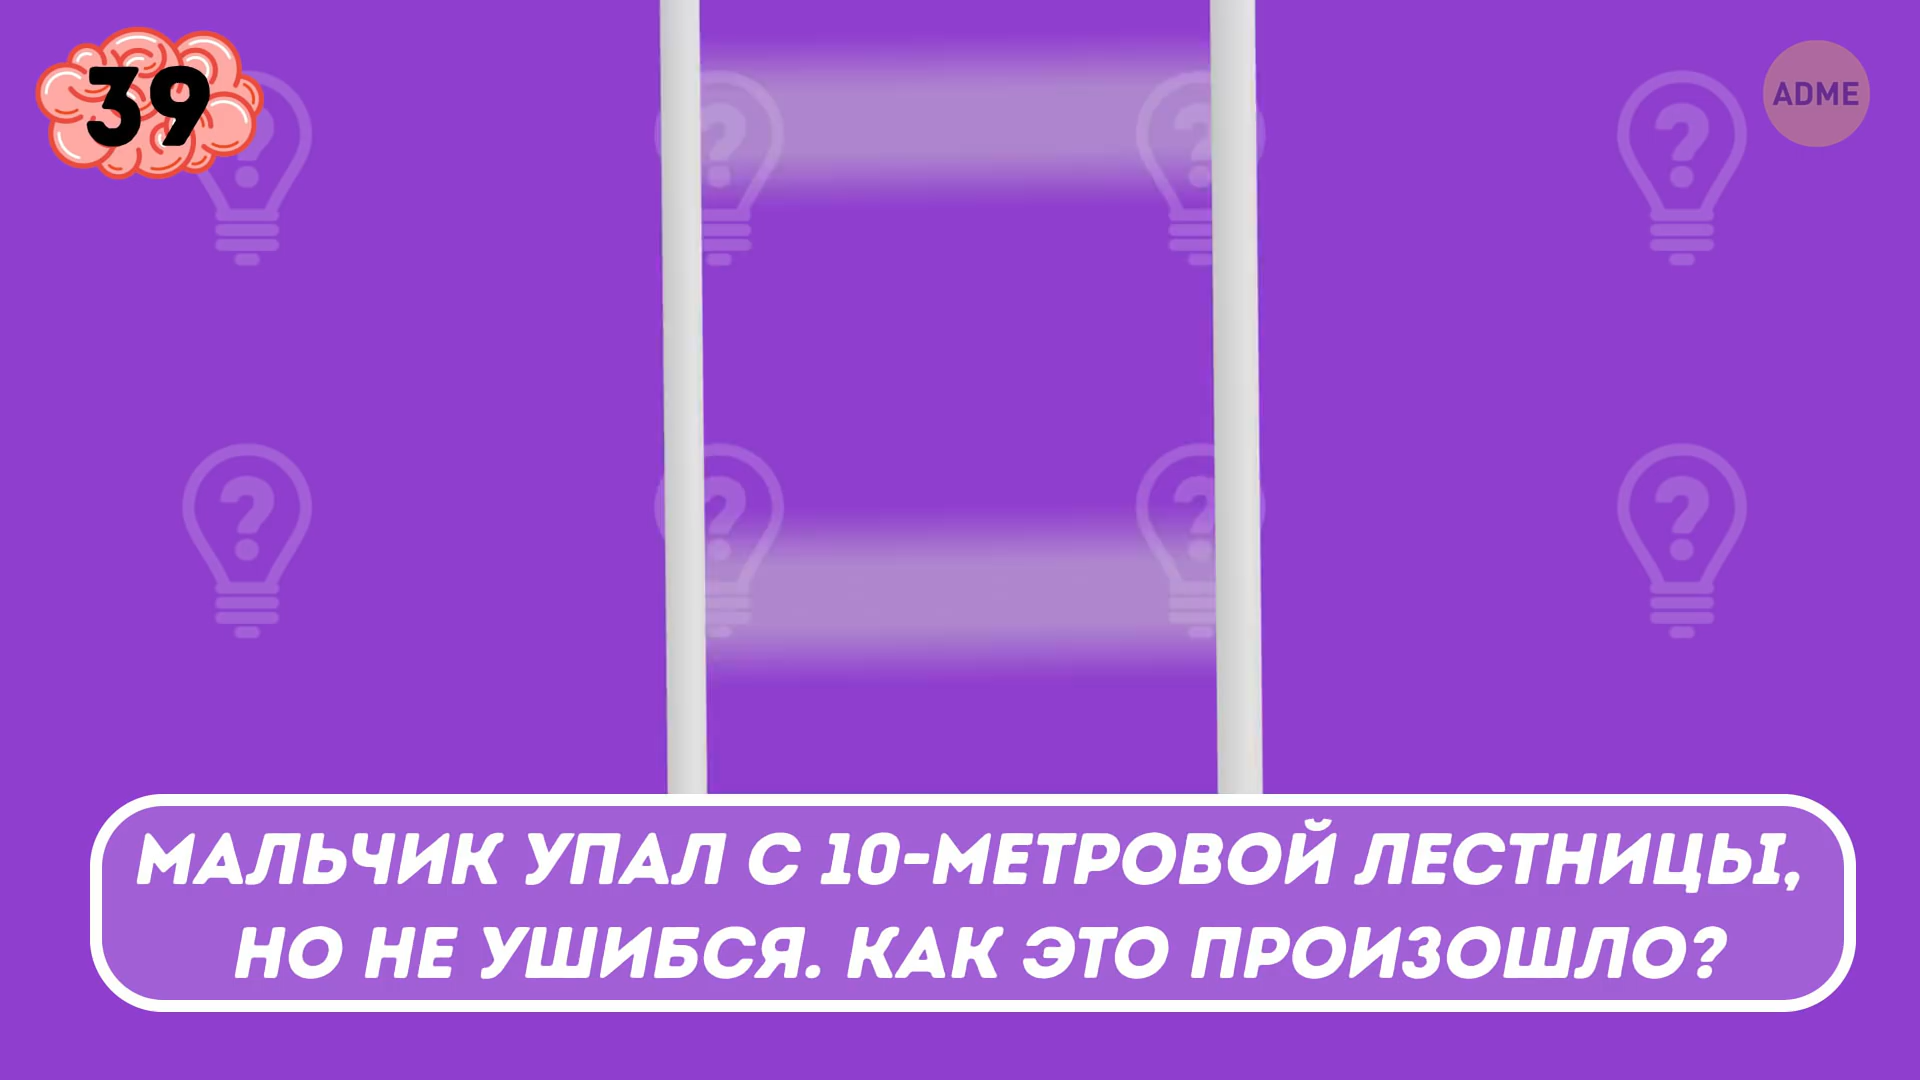 39
ADME
МАЛЬЧИК УПАЛ С 10-МЕТРОВОЙ ЛЕСТНИЦЫ,
НО НЕ УШИБСЯ. КАК ЭТО ПРОИЗОШЛО?